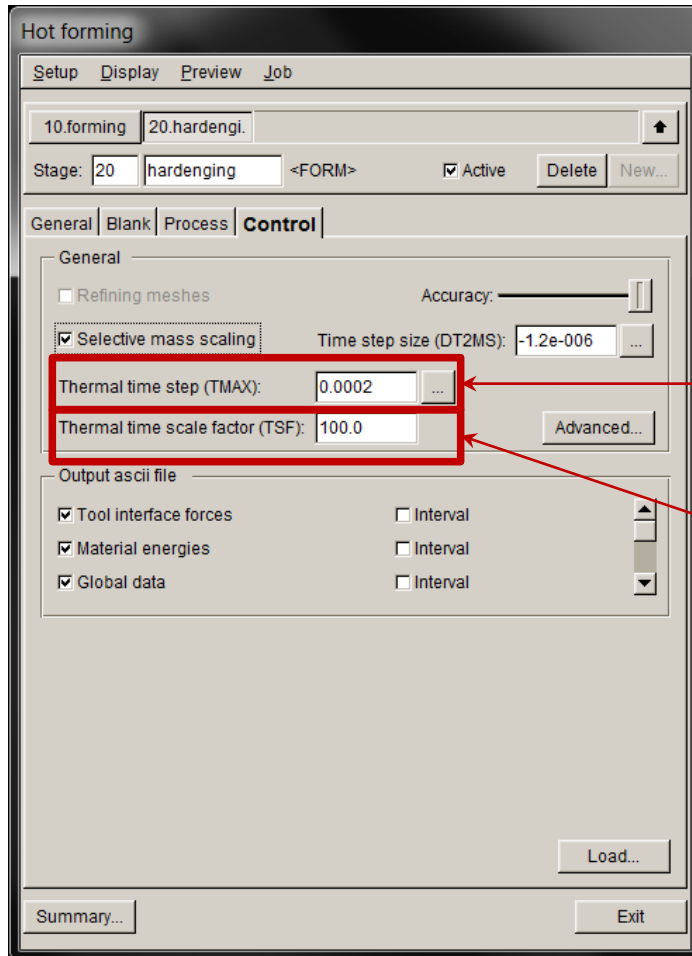 Hot forming
Setup Display Preview Job
10.forming 20.hardengi.
Stage: 20 hardenging <FORM> Active Delete New...
General Blank Process Control
General
Refining meshes Accuracy:
Selective mass scaling Time step size (DT2MS): -1.2e-006 ...
Thermal time step (TMAX): 0.0002 ...
Thermal time scale factor (TSF): 100.0 Advanced...
Output ascii file
Tool interface forces Interval
Material energies Interval
Global data Interval
Load...
Summary... Exit